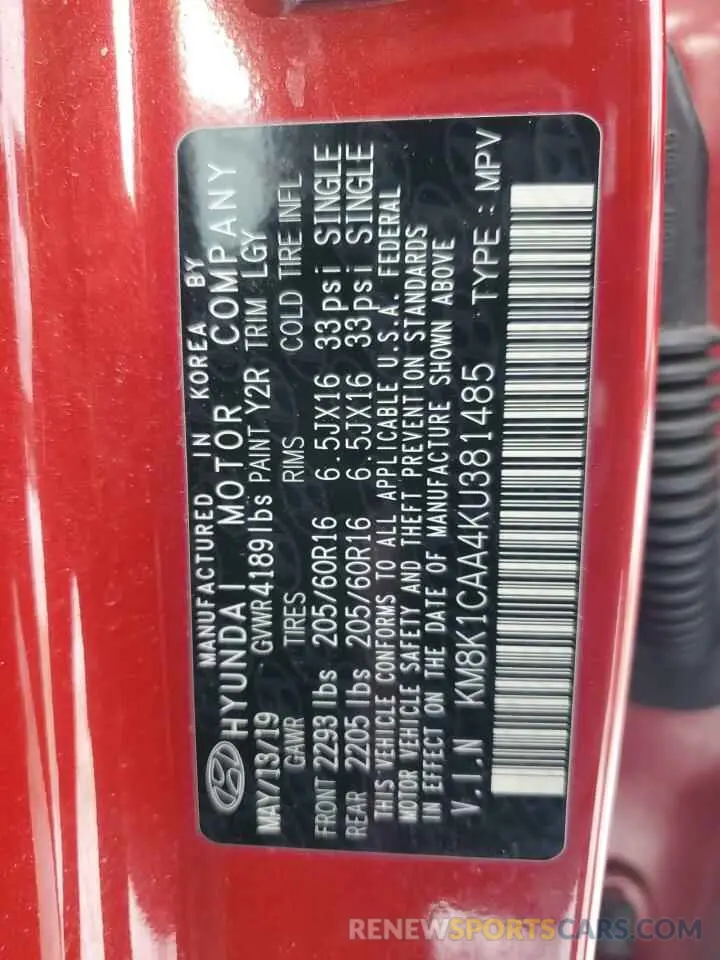 MANUFACTURED IN KOREA BY
HYUNDAI MOTOR COMPANY
MAY/13/19 GVWR4189lbs PAINT Y2R TRIM LGY
GAWR TIRES RIMS COLD TIRE INFL
FRONT 2293 lbs 205/60R16 6.5JX16 33psi SINGLE
REAR 2205 lbs 205/60R16 6.5JX16 33psi SINGLE
THIS VEHICLE CONFORMS TO ALL APPLICABLE U.S.A. FEDERAL
MOTOR VEHICLE SAFETY AND THEFT PREVENTION STANDARDS
IN EFFECT ON THE DATE OF MANUFACTURE SHOWN ABOVE
V.I.N KM8K1CAA4KU381485 TYPE : MPV
RENEWSPORTSCARS.COM